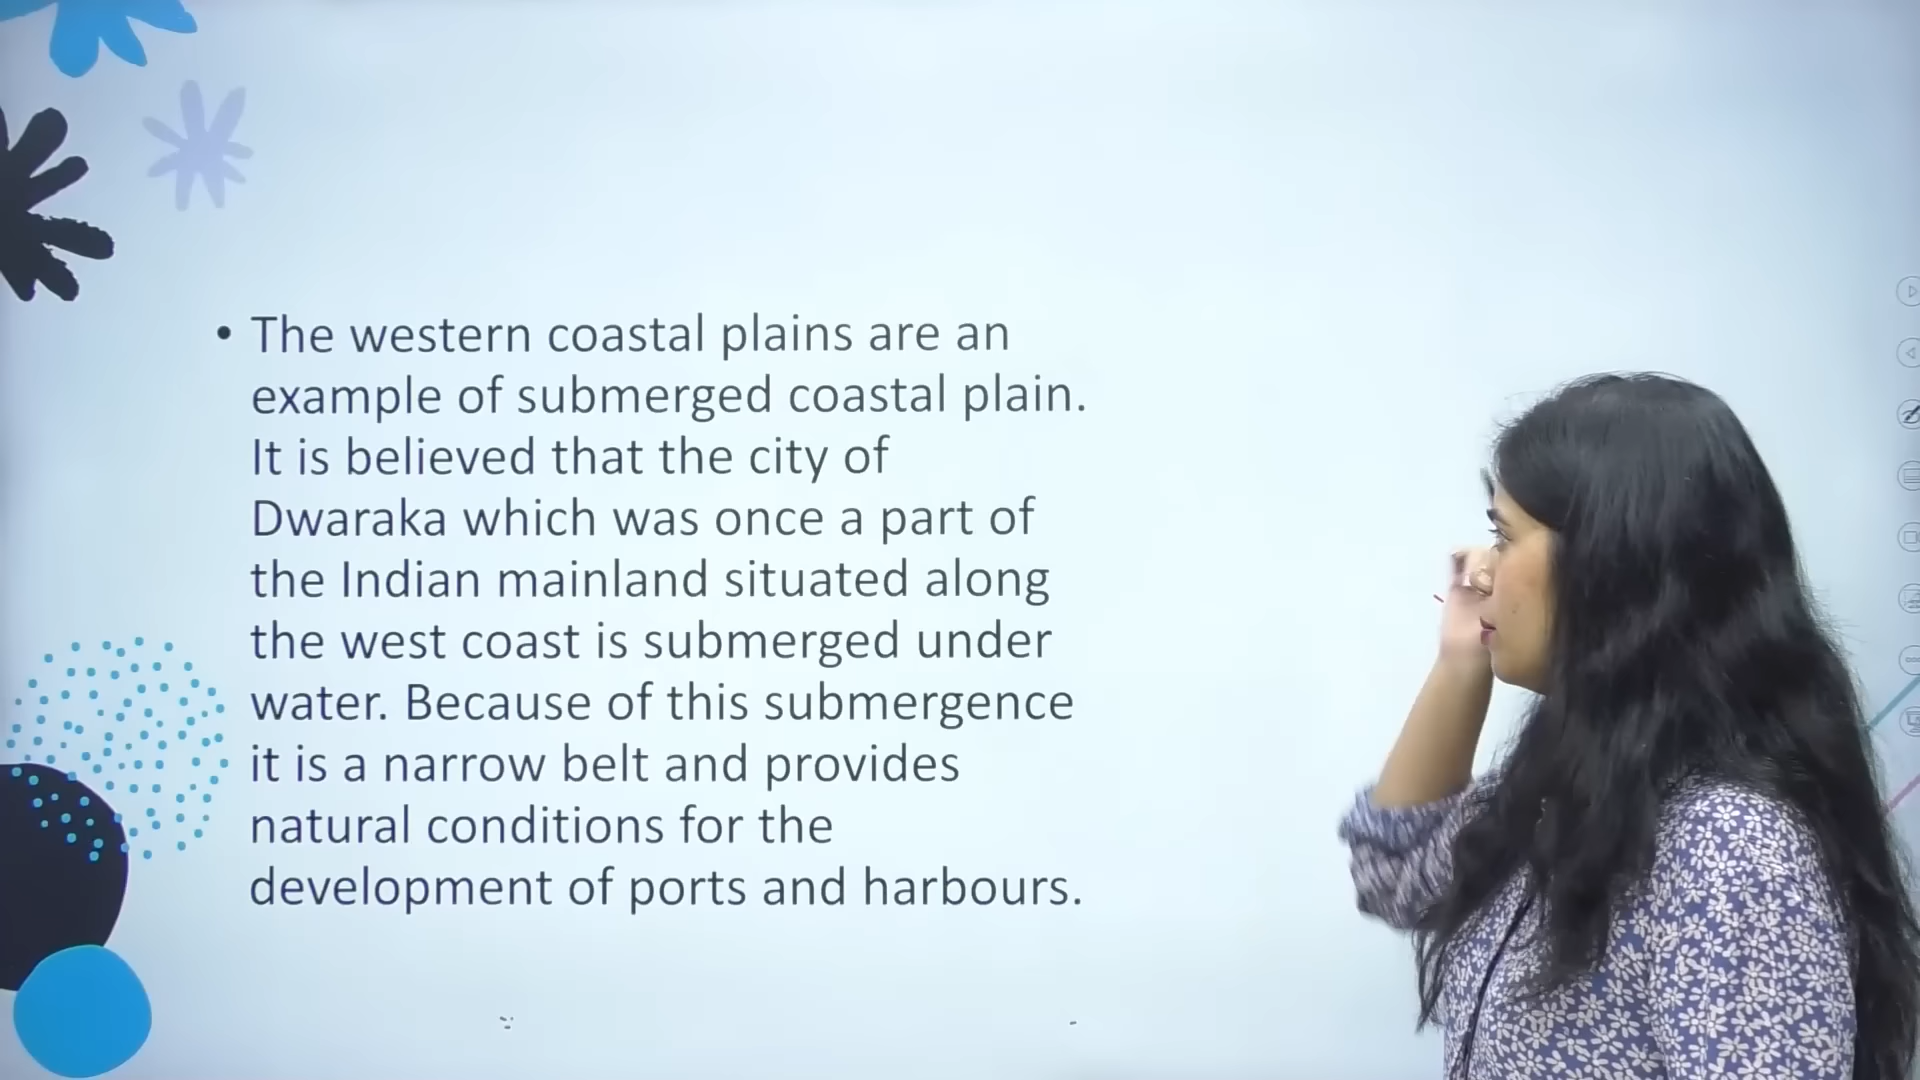 • The western coastal plains are an
example of submerged coastal plain.
It is believed that the city of
Dwaraka which was once a part of
the Indian mainland situated along
the west coast is submerged under
water. Because of this submergence
it is a narrow belt and provides
natural conditions for the
development of ports and harbours.